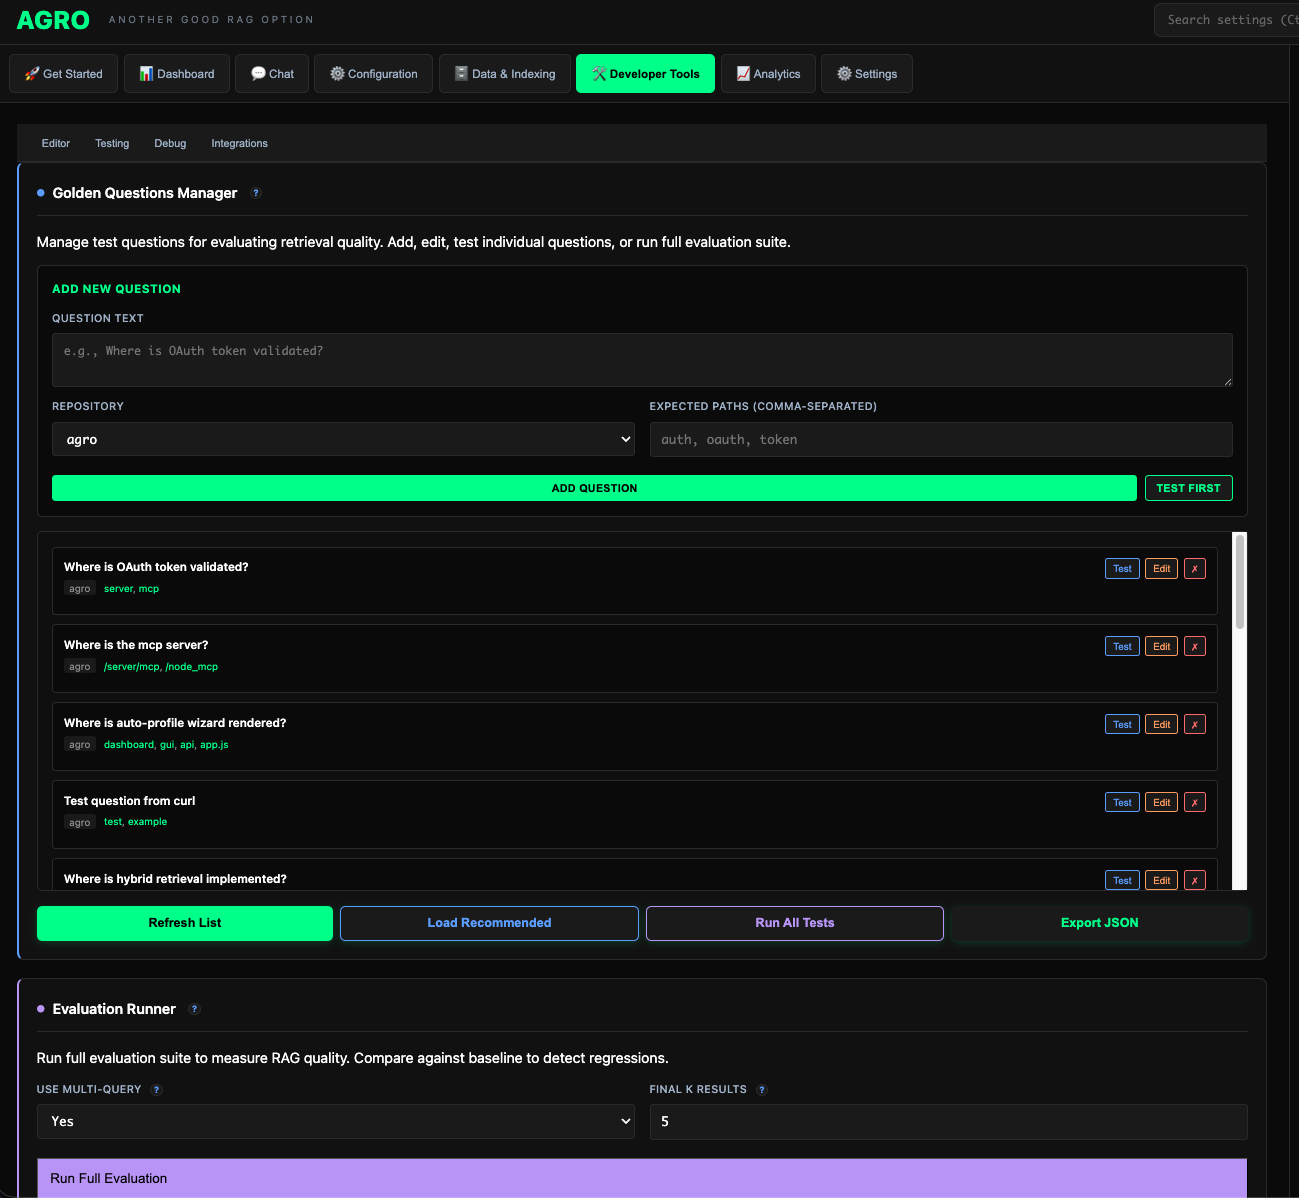 AGRO ANOTHER GOOD RAG OPTION
Search settings (Ct
Get Started Dashboard Chat Configuration Data & Indexing Developer Tools Analytics Settings
Editor Testing Debug Integrations
Golden Questions Manager ?
Manage test questions for evaluating retrieval quality. Add, edit, test individual questions, or run full evaluation suite.
ADD NEW QUESTION
QUESTION TEXT
e.g., Where is OAuth token validated?
REPOSITORY EXPECTED PATHS (COMMA-SEPARATED)
agro auth, oauth, token
ADD QUESTION TEST FIRST
Where is OAuth token validated? Test Edit ✗
agro server, mcp
Where is the mcp server? Test Edit ✗
agro /server/mcp, /node_mcp
Where is auto-profile wizard rendered? Test Edit ✗
agro dashboard, gui, api, app.js
Test question from curl Test Edit ✗
agro test, example
Where is hybrid retrieval implemented? Test Edit ✗
Refresh List Load Recommended Run All Tests Export JSON
Evaluation Runner ?
Run full evaluation suite to measure RAG quality. Compare against baseline to detect regressions.
USE MULTI-QUERY ? FINAL K RESULTS ?
Yes 5
Run Full Evaluation